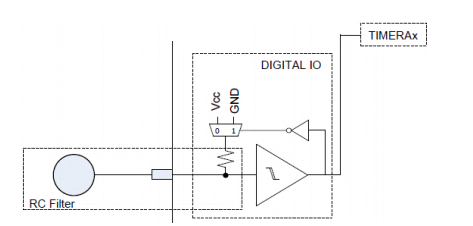 TIMERAx
DIGITAL IO
Vcc
GND
0 1
RC Filter